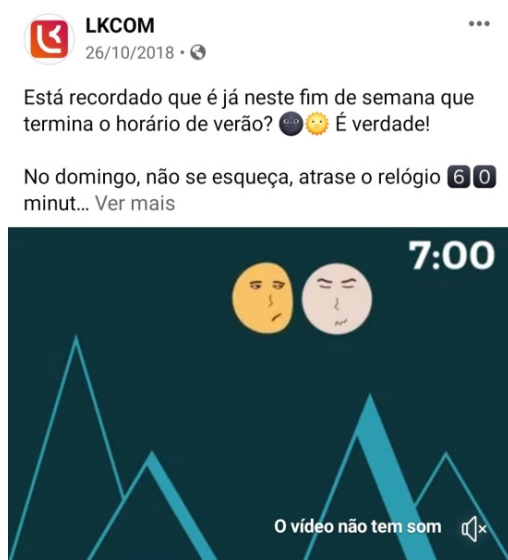 LKCOM
26/10/2018 •
Está recordado que é já neste fim de semana que
termina o horário de verão? 🌚🌞 É verdade!
No domingo, não se esqueça, atrase o relógio 6️⃣0️⃣
minut... Ver mais
7:00
O vídeo não tem som